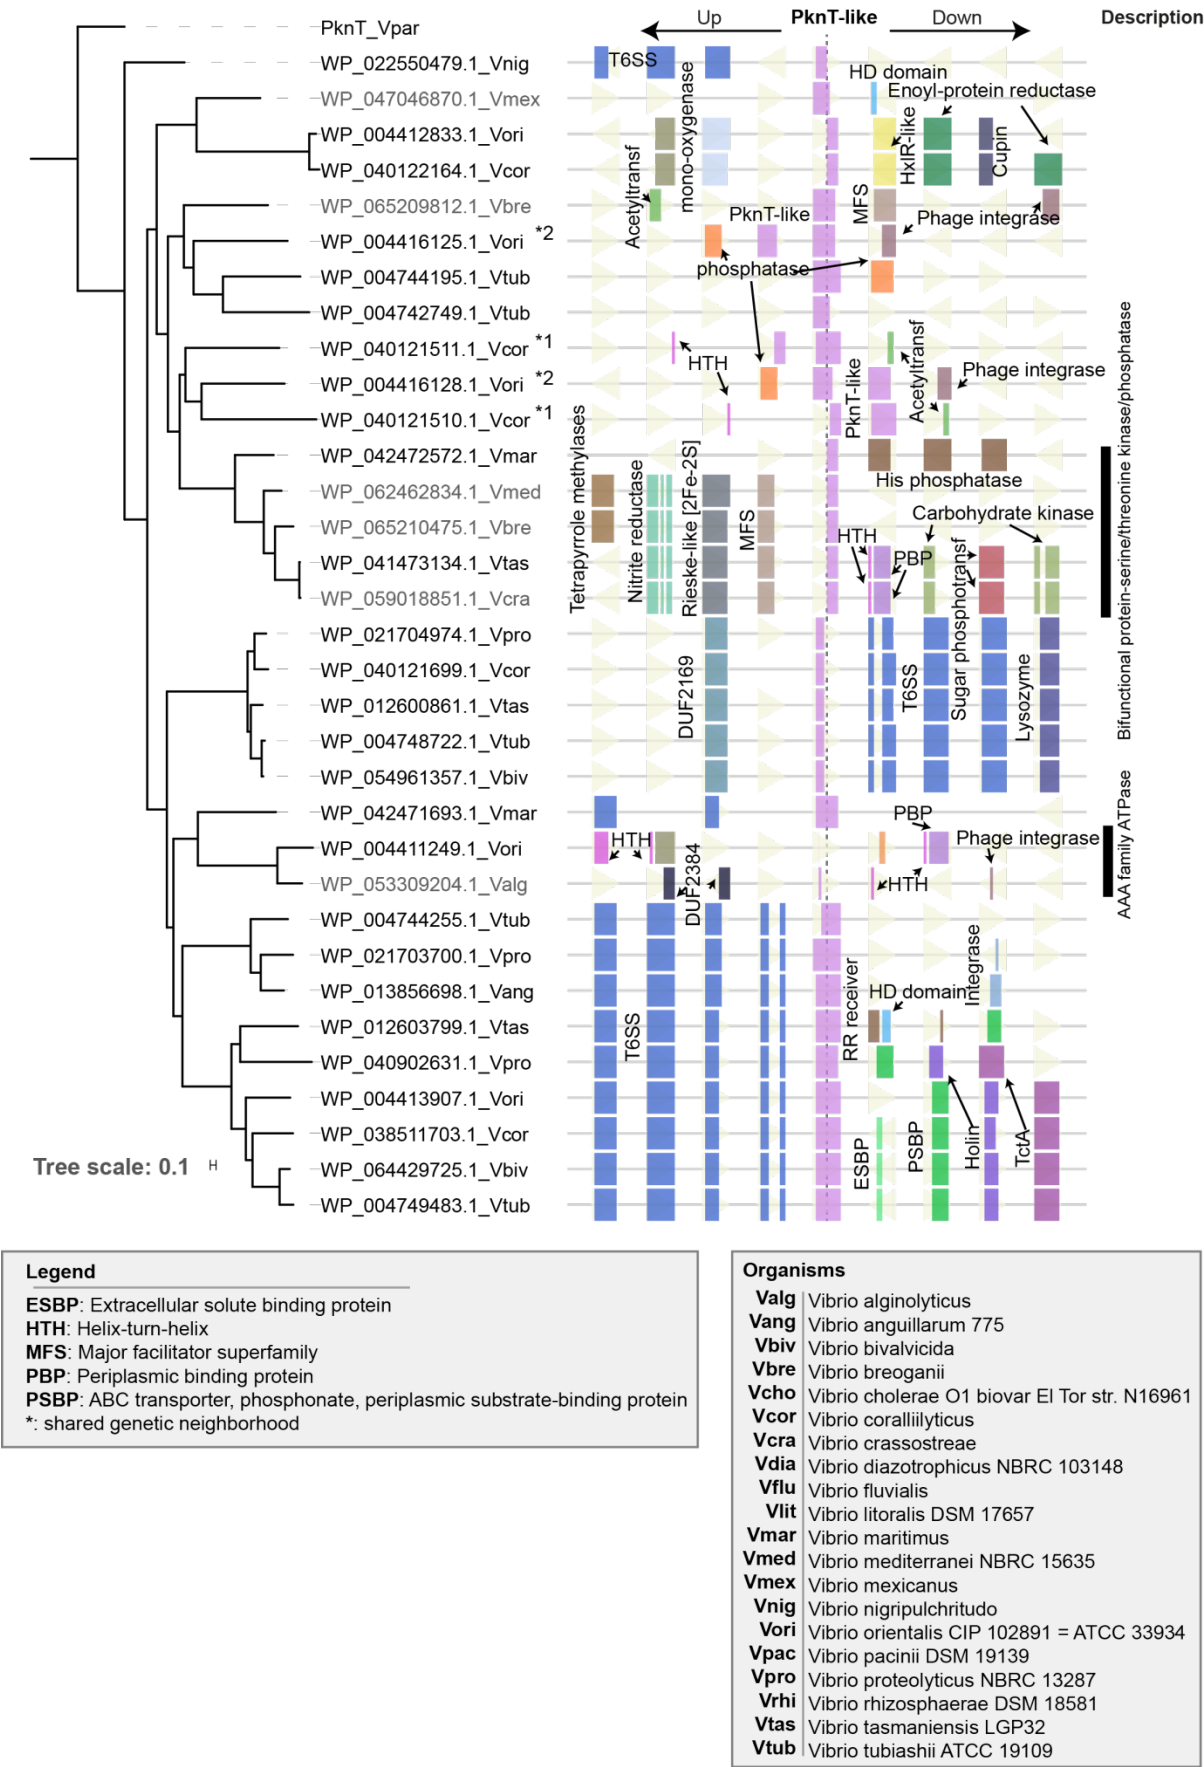 Up
PknT-like
Down
Description
PknT_Vpar
T6SS
WP_022550479.1_Vnig
HD domain
WP_047046870.1_Vmex
Enoyl-protein reductase
WP_004412833.1_Vori
mono-oxygenase
HxlR-like
Cupin
WP_040122164.1_Vcor
Acetyltransf
WP_065209812.1_Vbre
MFS
PknT-like
Phage integrase
WP_004416125.1_Vori *2
phosphatase
WP_004744195.1_Vtub
WP_004742749.1_Vtub
WP_040121511.1_Vcor *1
HTH
PknT-like
Acetyltransf
Phage integrase
WP_004416128.1_Vori *2
WP_040121510.1_Vcor *1
WP_042472572.1_Vmar
His phosphatase
WP_062462834.1_Vmed
Tetrapyrrole methylases
Nitrite reductase
Rieske-like [2Fe-2S]
MFS
Carbohydrate kinase
WP_065210475.1_Vbre
HTH
PBP
WP_041473134.1_Vtas
Sugar phosphotransf
WP_059018851.1_Vcra
Bifunctional protein-serine/threonine kinase/phosphatase
WP_021704974.1_Vpro
WP_040121699.1_Vcor
DUF2169
T6SS
Lysozyme
WP_012600861.1_Vtas
WP_004748722.1_Vtub
WP_054961357.1_Vbiv
WP_042471693.1_Vmar
PBP
HTH
Phage integrase
AAA family ATPase
WP_004411249.1_Vori
WP_053309204.1_Valg
DUF2384
HTH
WP_004744255.1_Vtub
WP_021703700.1_Vpro
Integrase
WP_013856698.1_Vang
HD domain
RR receiver
T6SS
WP_012603799.1_Vtas
WP_040902631.1_Vpro
WP_004413907.1_Vori
WP_038511703.1_Vcor
ESBP
PSBP
Holin
TctA
Tree scale: 0.1
WP_064429725.1_Vbiv
WP_004749483.1_Vtub
Legend
ESBP: Extracellular solute binding protein
HTH: Helix-turn-helix
MFS: Major facilitator superfamily
PBP: Periplasmic binding protein
PSBP: ABC transporter, phosphonate, periplasmic substrate-binding protein
*: shared genetic neighborhood
Organisms
Valg Vibrio alginolyticus
Vang Vibrio anguillarum 775
Vbiv Vibrio bivalvicida
Vbre Vibrio breoganii
Vcho Vibrio cholerae O1 biovar El Tor str. N16961
Vcor Vibrio coralliilyticus
Vcra Vibrio crassostreae
Vdia Vibrio diazotrophicus NBRC 103148
Vflu Vibrio fluvialis
Vlit Vibrio litoralis DSM 17657
Vmar Vibrio maritimus
Vmed Vibrio mediterranei NBRC 15635
Vmex Vibrio mexicanus
Vnig Vibrio nigripulchritudo
Vori Vibrio orientalis CIP 102891 = ATCC 33934
Vpac Vibrio pacinii DSM 19139
Vpro Vibrio proteolyticus NBRC 13287
Vrhi Vibrio rhizosphaerae DSM 18581
Vtas Vibrio tasmaniensis LGP32
Vtub Vibrio tubiashii ATCC 19109